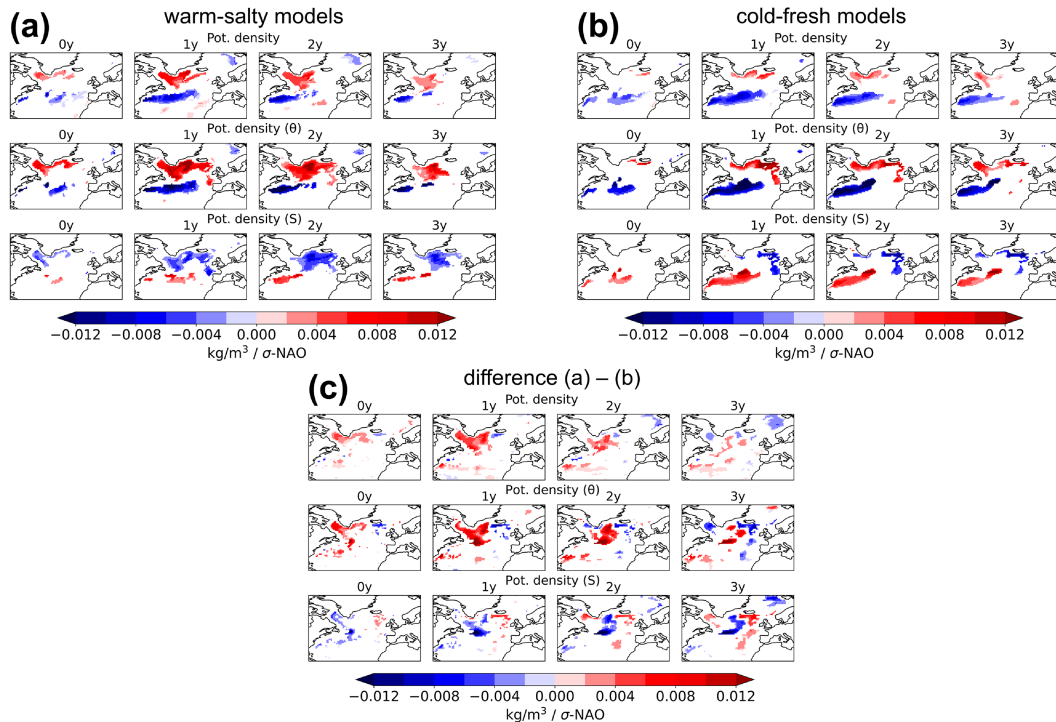 (a) warm-salty models
Pot. density
0y 1y 2y 3y
Pot. density (θ)
0y 1y 2y 3y
Pot. density (S)
0y 1y 2y 3y
−0.012 −0.008 −0.004 0.000 0.004 0.008 0.012
kg/m³ / σ-NAO
(b) cold-fresh models
Pot. density
0y 1y 2y 3y
Pot. density (θ)
0y 1y 2y 3y
Pot. density (S)
0y 1y 2y 3y
−0.012 −0.008 −0.004 0.000 0.004 0.008 0.012
kg/m³ / σ-NAO
(c) difference (a) – (b)
Pot. density
0y 1y 2y 3y
Pot. density (θ)
0y 1y 2y 3y
Pot. density (S)
0y 1y 2y 3y
−0.012 −0.008 −0.004 0.000 0.004 0.008 0.012
kg/m³ / σ-NAO